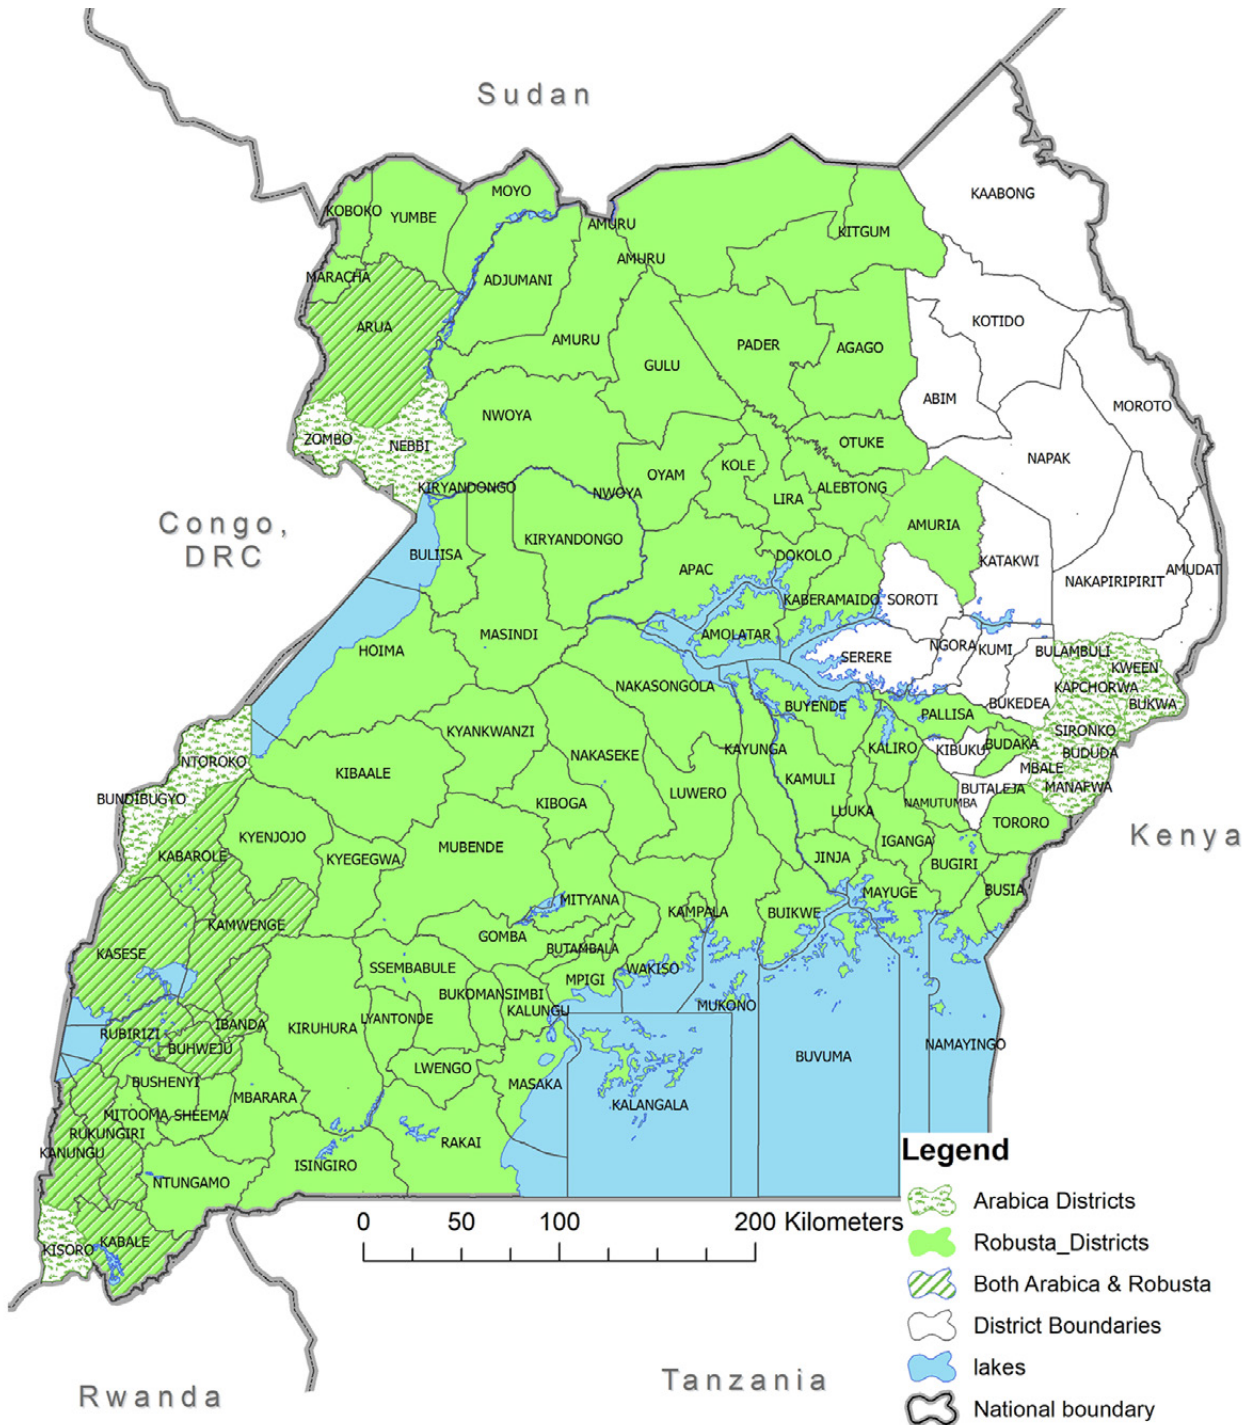 Sudan
KAABONG
MOYO
KOBOKO
YUMBE
AMURU
KITGUM
AMURU
MARACHA
ADJUMANI
ARUA
KOTIDO
AMURU
PADER
AGAGO
GULU
ABIM
MOROTO
NWOYA
ZOMBO
NEBBI
OTUKE
NAPAK
KOLE
OYAM
KIRYANDONGO
NWOYA
ALEBTONG
LIRA
Congo,
DRC
AMURIA
KIRYANDONGO
BULIISA
DOKOLO
KATAKWI
APAC
NAKAPIRIPIRIT
AMUDAT
KABERAMAIDO
SOROTI
AMOLATAR
MASINDI
HOIMA
NGORA
KUMI
BULAMBULI
SERERE
KWEEN
NAKASONGOLA
KAPCHORWA
BUKEDEA
BUKWA
BUYENDE
PALLISA
KYANKWANZI
SIRONKO
KAYUNGA
KALIRO
KIBUKU
BUDAKA
BUDUDA
NAKASEKE
NTOROKO
MBALE
KIBAALE
KAMULI
BUTALEJA
MANAFWA
BUNDIBUGYO
LUWERO
KIBOGA
NAMUTUMBA
LUUKA
TORORO
Kenya
KYENJOJO
MUBENDE
IGANGA
KABAROLE
KYEGEGWA
JINJA
BUGIRI
BUSIA
MITYANA
MAYUGE
KAMPALA
BUIKWE
KAMWENGE
GOMBA
BUTAMBALA
KASESE
SSEMBABULE
WAKISO
MPIGI
BUKOMANSIMBI
MUKONO
KALUNGU
LYANTONDE
IBANDA
KIRUHURA
RUBIRIZI
NAMAYINGO
BUHWEJU
BUVUMA
LWENGO
BUSHENYI
MASAKA
MBARARA
KALANGALA
MITOOMA SHEEMA
RUKUNGIRI
RAKAI
KANUNGU
ISINGIRO
NTUNGAMO
KABALE
KISORO
0 50 100 200 Kilometers
Legend
Arabica Districts
Robusta_Districts
Both Arabica & Robusta
District Boundaries
lakes
National boundary
Rwanda
Tanzania